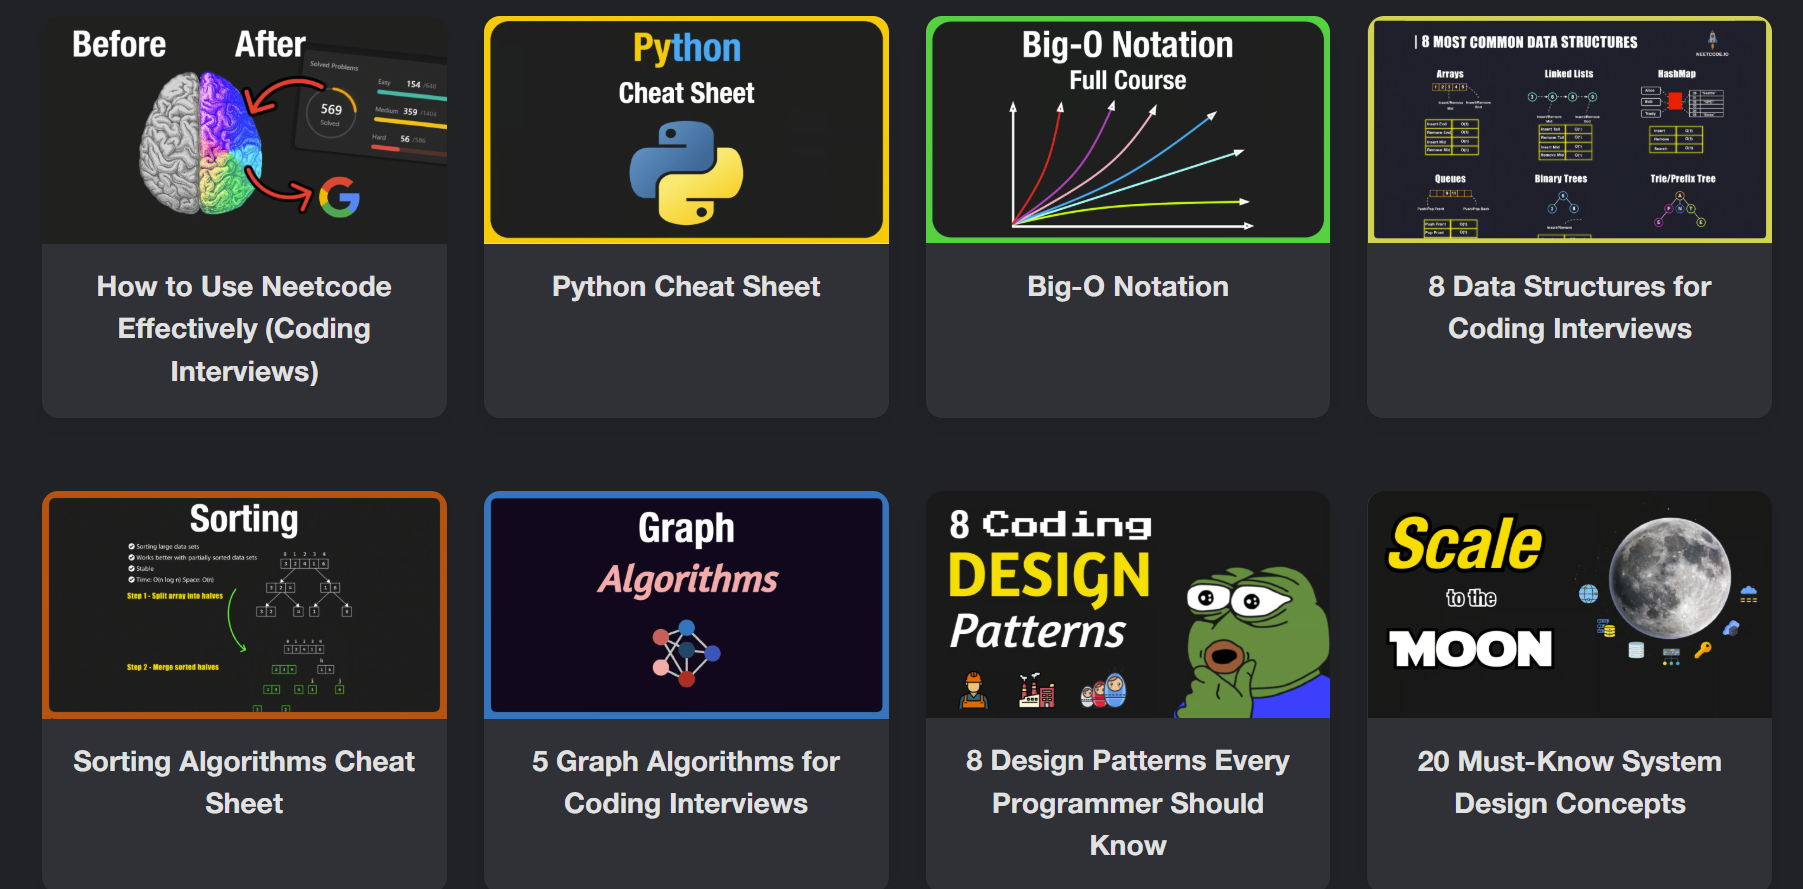 Before After
Solved Problems
569
Solved
Easy 154 /648
Medium 359 /1404
Hard 56 /586
G
How to Use Neetcode
Effectively (Coding
Interviews)
Python
Cheat Sheet
Python Cheat Sheet
Big-O Notation
Full Course
Big-O Notation
| 8 MOST COMMON DATA STRUCTURES
NEETCODE.IO
Arrays
Linked Lists
HashMap
Queues
Binary Trees
Trie/Prefix Tree
8 Data Structures for
Coding Interviews
Sorting
Sorting large data sets
Works better with partially sorted data sets
Stable
Time: O(n log n) Space: O(n)
Step 1 - Split array into halves
Step 2 - Merge sorted halves
Sorting Algorithms Cheat
Sheet
Graph
Algorithms
5 Graph Algorithms for
Coding Interviews
8 Coding
DESIGN
Patterns
8 Design Patterns Every
Programmer Should
Know
Scale
to the
MOON
20 Must-Know System
Design Concepts